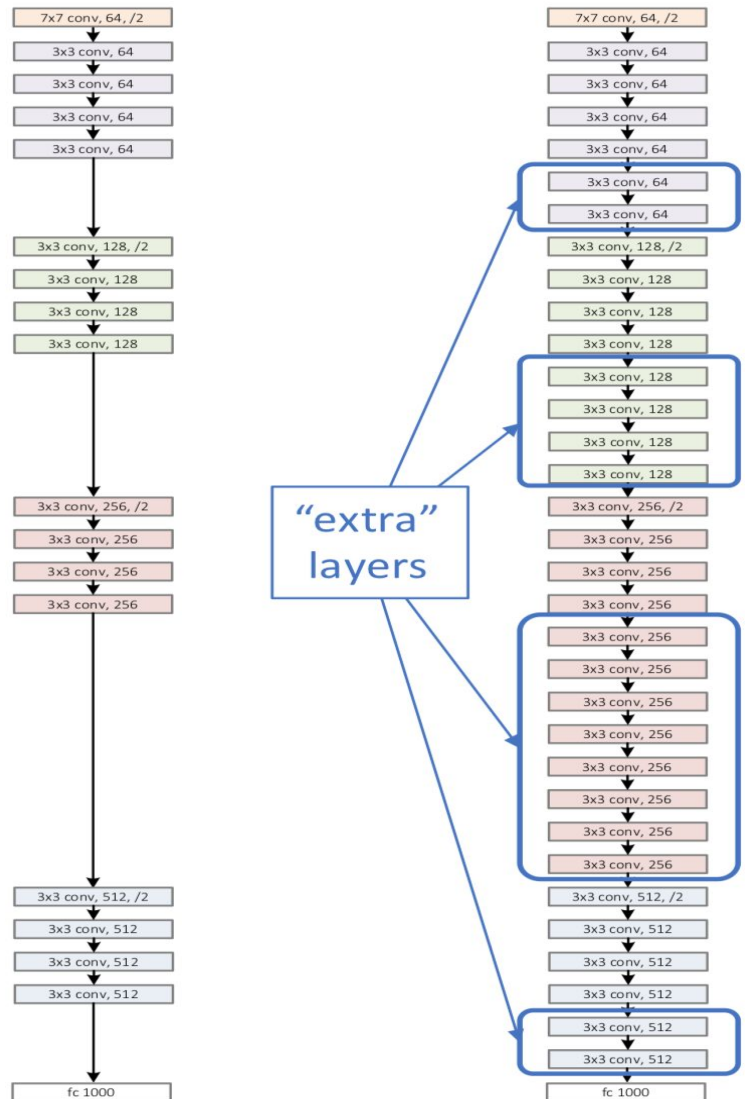 7x7 conv, 64, /2
3x3 conv, 64
3x3 conv, 64
3x3 conv, 64
3x3 conv, 64
3x3 conv, 128, /2
3x3 conv, 128
3x3 conv, 128
3x3 conv, 128
3x3 conv, 256, /2
3x3 conv, 256
3x3 conv, 256
3x3 conv, 256
3x3 conv, 512, /2
3x3 conv, 512
3x3 conv, 512
3x3 conv, 512
fc 1000
“extra”
layers
7x7 conv, 64, /2
3x3 conv, 64
3x3 conv, 64
3x3 conv, 64
3x3 conv, 64
3x3 conv, 64
3x3 conv, 64
3x3 conv, 128, /2
3x3 conv, 128
3x3 conv, 128
3x3 conv, 128
3x3 conv, 128
3x3 conv, 128
3x3 conv, 128
3x3 conv, 128
3x3 conv, 256, /2
3x3 conv, 256
3x3 conv, 256
3x3 conv, 256
3x3 conv, 256
3x3 conv, 256
3x3 conv, 256
3x3 conv, 256
3x3 conv, 256
3x3 conv, 256
3x3 conv, 256
3x3 conv, 256
3x3 conv, 512, /2
3x3 conv, 512
3x3 conv, 512
3x3 conv, 512
3x3 conv, 512
3x3 conv, 512
fc 1000